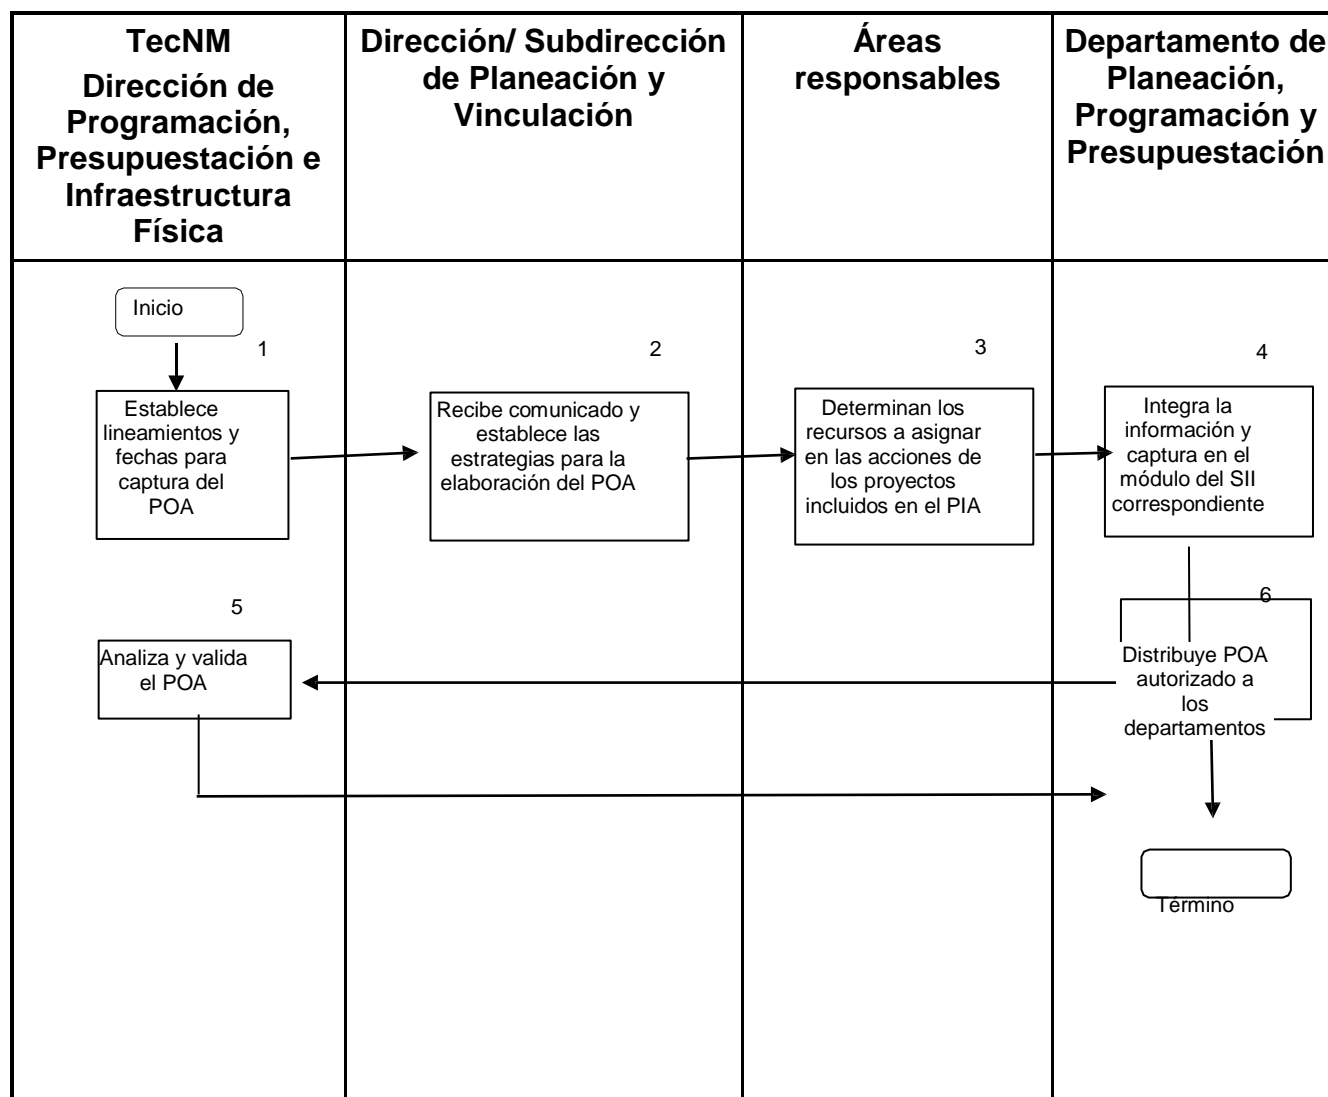 TecNM
Dirección de
Programación,
Presupuestación e
Infraestructura
Física
Dirección/ Subdirección
de Planeación y
Vinculación
Áreas
responsables
Departamento de
Planeación,
Programación y
Presupuestación
Inicio
1
Establece
lineamientos y
fechas para
captura del
POA
2
Recibe comunicado y
establece las
estrategias para la
elaboración del POA
3
Determinan los
recursos a asignar
en las acciones de
los proyectos
incluidos en el PIA
4
Integra la
información y
captura en el
módulo del SII
correspondiente
5
Analiza y valida
el POA
6
Distribuye POA
autorizado a
los
departamentos
Término